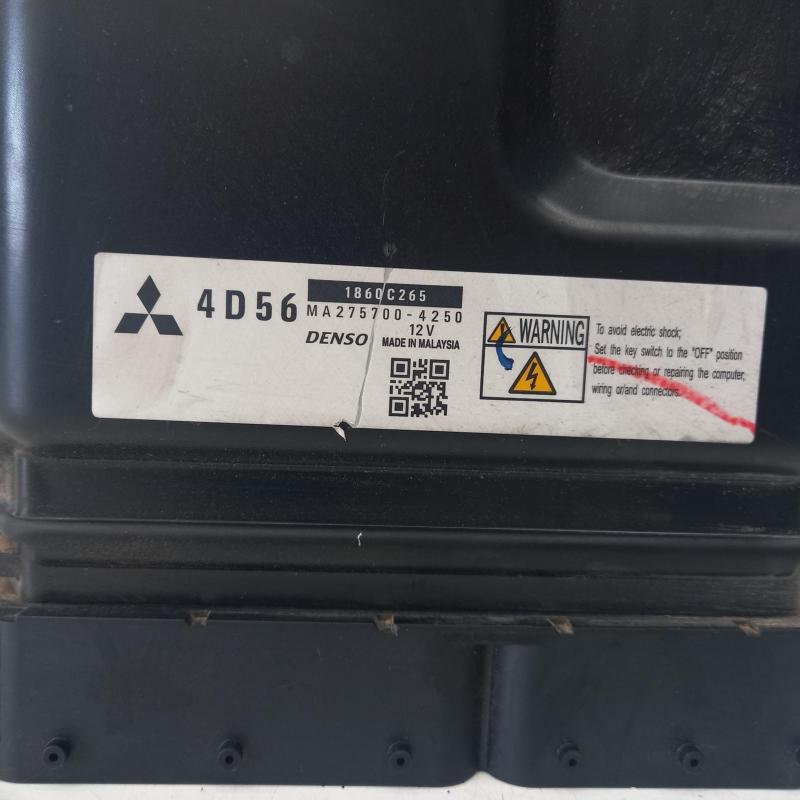 4D56
1860C265
MA275700-4250
12V
DENSO
MADE IN MALAYSIA
WARNING
To avoid electric shock;
Set the key switch to the "OFF" position
before checking or repairing the computer,
wiring or/and connectors.